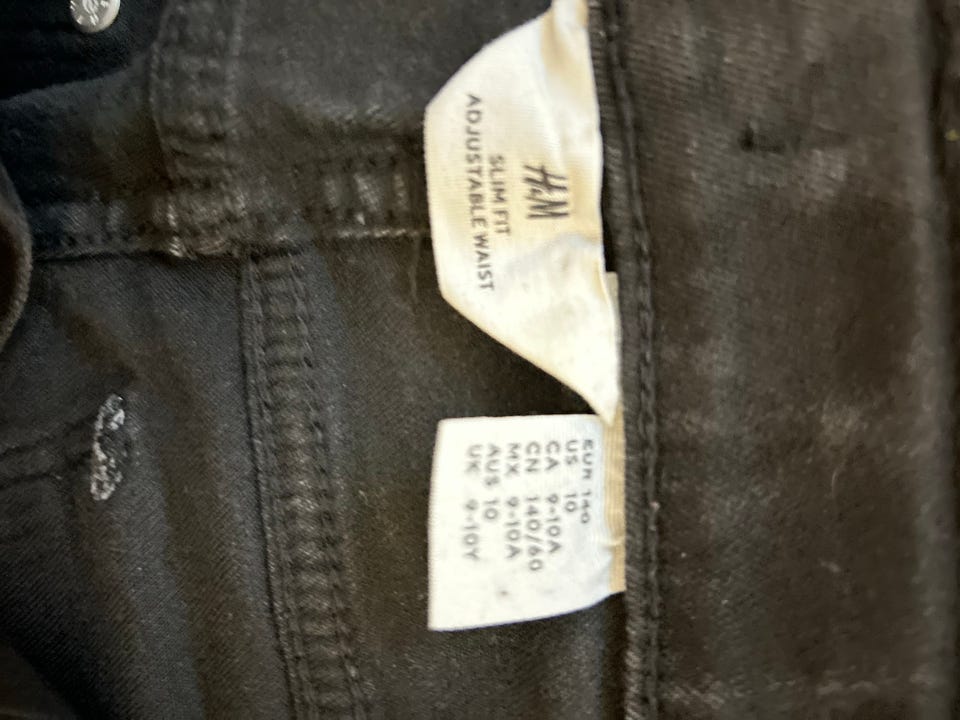 H&M
SLIM FIT
ADJUSTABLE WAIST
EUR 140
US 10
CA 9-10A
CN 140/60
MX 9-10A
AUS 10
UK 9-10Y